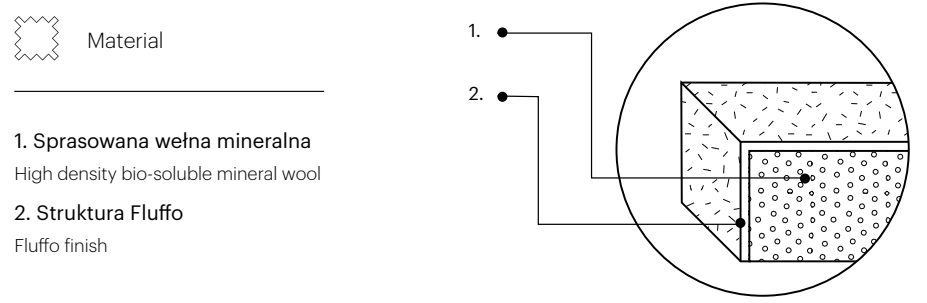 Material
1. Sprasowana wełna mineralna
High density bio-soluble mineral wool
2. Struktura Fluffo
Fluffo finish
1.
2.